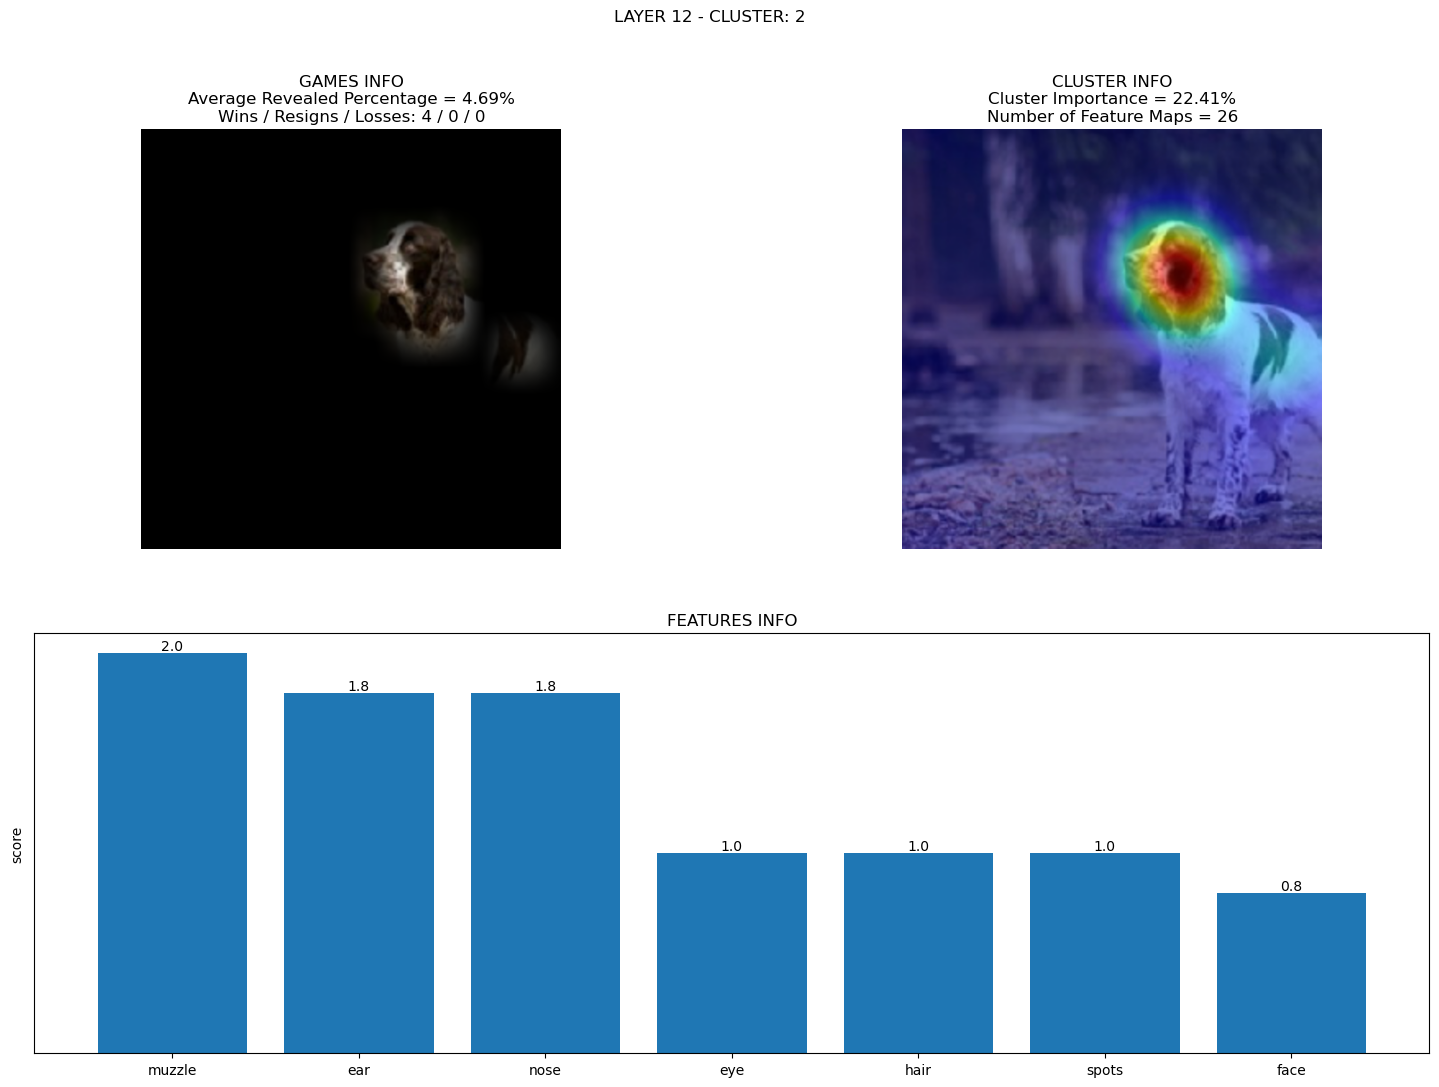 LAYER 12 - CLUSTER: 2
GAMES INFO
Average Revealed Percentage = 4.69%
Wins / Resigns / Losses: 4 / 0 / 0
CLUSTER INFO
Cluster Importance = 22.41%
Number of Feature Maps = 26
FEATURES INFO
score
2.0
1.8
1.8
1.0
1.0
1.0
0.8
muzzle
ear
nose
eye
hair
spots
face